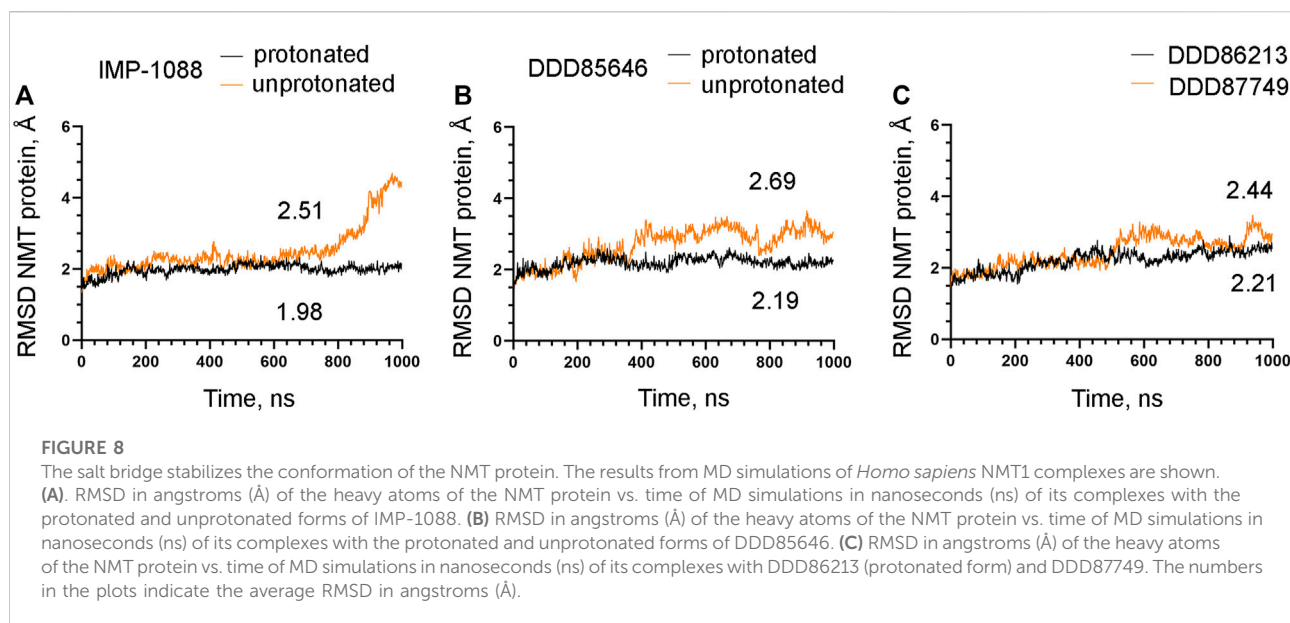 IMP-1088
protonated
unprotonated
DDD85646
protonated
unprotonated
DDD86213
DDD87749
A
RMSD NMT protein, Å
6
4
2
0
2.51
1.98
0
200
400
600
800
1000
Time, ns
B
RMSD NMT protein, Å
6
4
2
0
2.69
2.19
0
200
400
600
800
1000
Time, ns
C
RMSD NMT protein, Å
6
4
2
0
2.44
2.21
0
200
400
600
800
1000
Time, ns
FIGURE 8
The salt bridge stabilizes the conformation of the NMT protein. The results from MD simulations of Homo sapiens NMT1 complexes are shown.
(A). RMSD in angstroms (Å) of the heavy atoms of the NMT protein vs. time of MD simulations in nanoseconds (ns) of its complexes with the
protonated and unprotonated forms of IMP-1088. (B) RMSD in angstroms (Å) of the heavy atoms of the NMT protein vs. time of MD simulations in
nanoseconds (ns) of its complexes with the protonated and unprotonated forms of DDD85646. (C) RMSD in angstroms (Å) of the heavy atoms
of the NMT protein vs. time of MD simulations in nanoseconds (ns) of its complexes with DDD86213 (protonated form) and DDD87749. The numbers
in the plots indicate the average RMSD in angstroms (Å).